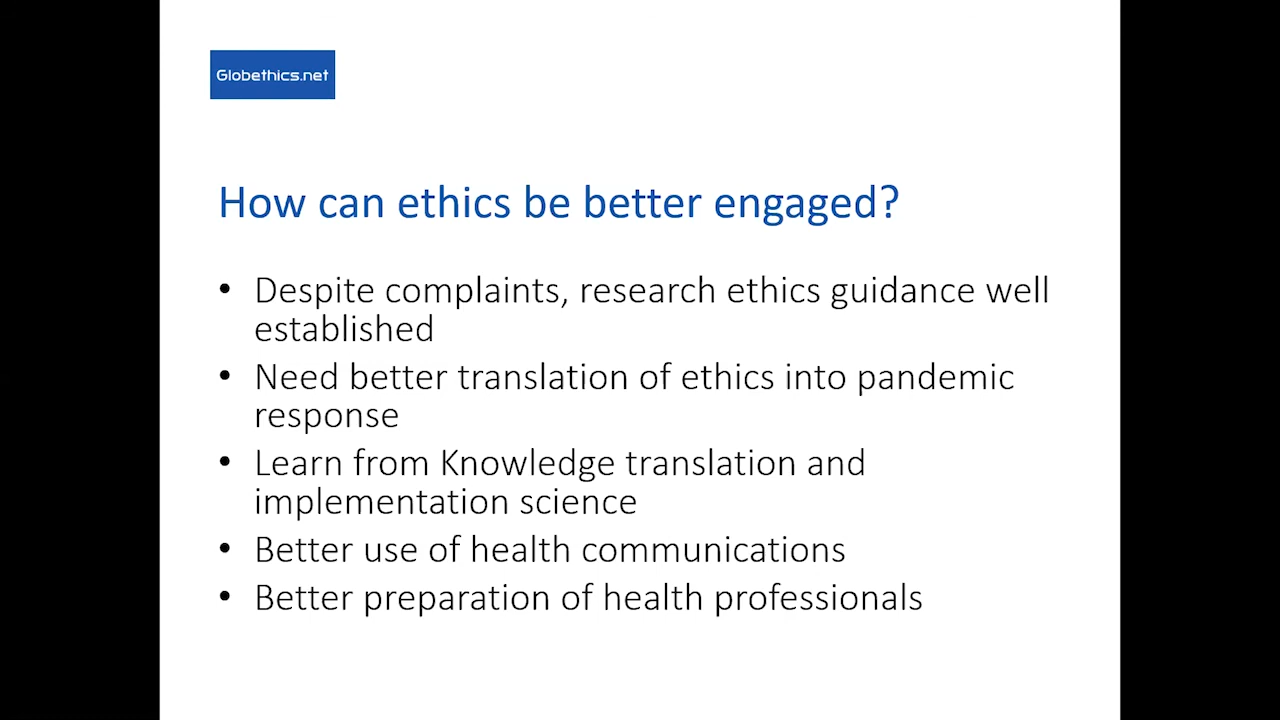 Globethics.net
How can ethics be better engaged?
• Despite complaints, research ethics guidance well
established
• Need better translation of ethics into pandemic
response
• Learn from Knowledge translation and
implementation science
• Better use of health communications
• Better preparation of health professionals